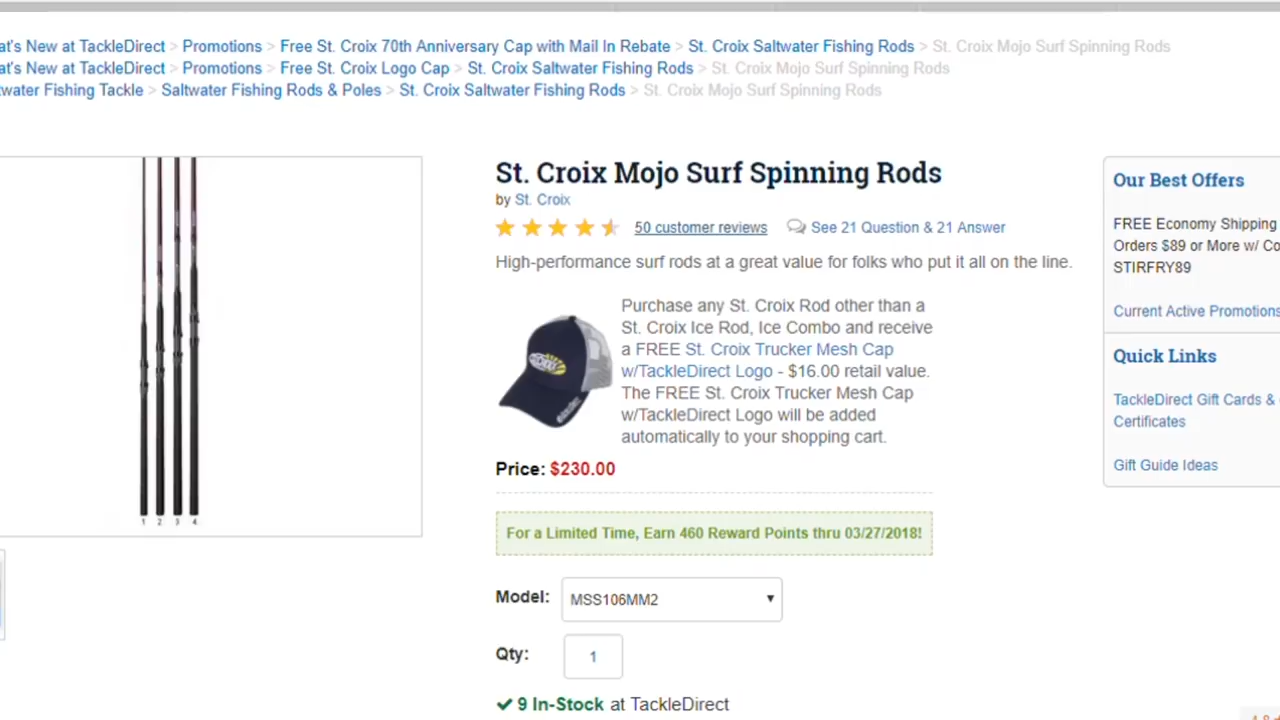 at's New at TackleDirect > Promotions > Free St. Croix 70th Anniversary Cap with Mail In Rebate > St. Croix Saltwater Fishing Rods > St. Croix Mojo Surf Spinning Rods
at's New at TackleDirect > Promotions > Free St. Croix Logo Cap > St. Croix Saltwater Fishing Rods > St. Croix Mojo Surf Spinning Rods
water Fishing Tackle > Saltwater Fishing Rods & Poles > St. Croix Saltwater Fishing Rods > St. Croix Mojo Surf Spinning Rods
1 2 3 4
St. Croix Mojo Surf Spinning Rods
by St. Croix
50 customer reviews See 21 Question & 21 Answer
High-performance surf rods at a great value for folks who put it all on the line.
Purchase any St. Croix Rod other than a
St. Croix Ice Rod, Ice Combo and receive
a FREE St. Croix Trucker Mesh Cap
w/TackleDirect Logo - $16.00 retail value.
The FREE St. Croix Trucker Mesh Cap
w/TackleDirect Logo will be added
automatically to your shopping cart.
Price: $230.00
For a Limited Time, Earn 460 Reward Points thru 03/27/2018!
Model: MSS106MM2
Qty: 1
9 In-Stock at TackleDirect
Our Best Offers
FREE Economy Shipping
Orders $89 or More w/ Co
STIRFRY89
Current Active Promotions
Quick Links
TackleDirect Gift Cards &
Certificates
Gift Guide Ideas